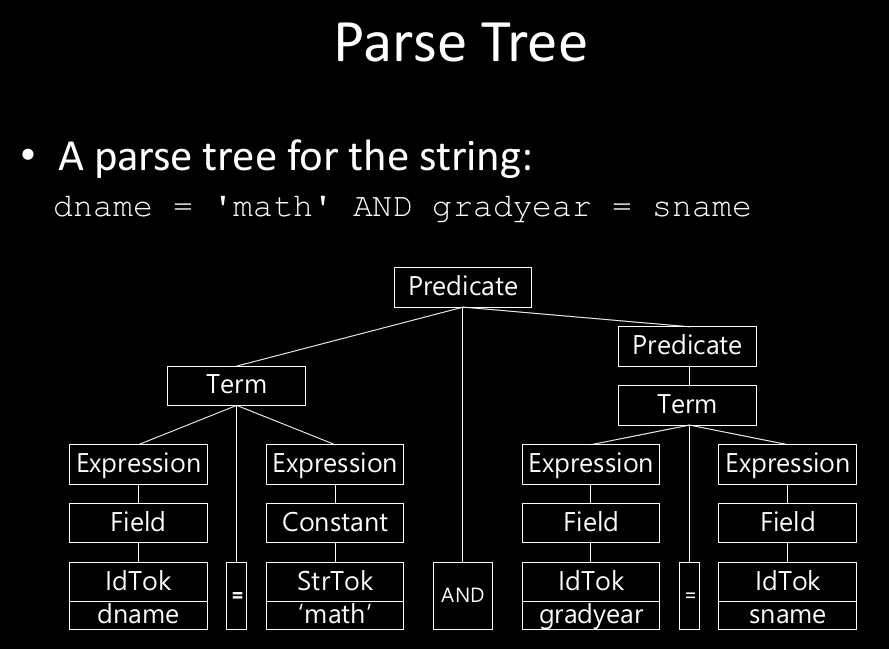 Parse Tree
• A parse tree for the string:
dname = 'math' AND gradyear = sname
Predicate
Predicate
Term
Term
Expression Expression Expression Expression
Field Constant Field Field
IdTok = StrTok AND IdTok = IdTok
dname ‘math’ gradyear sname